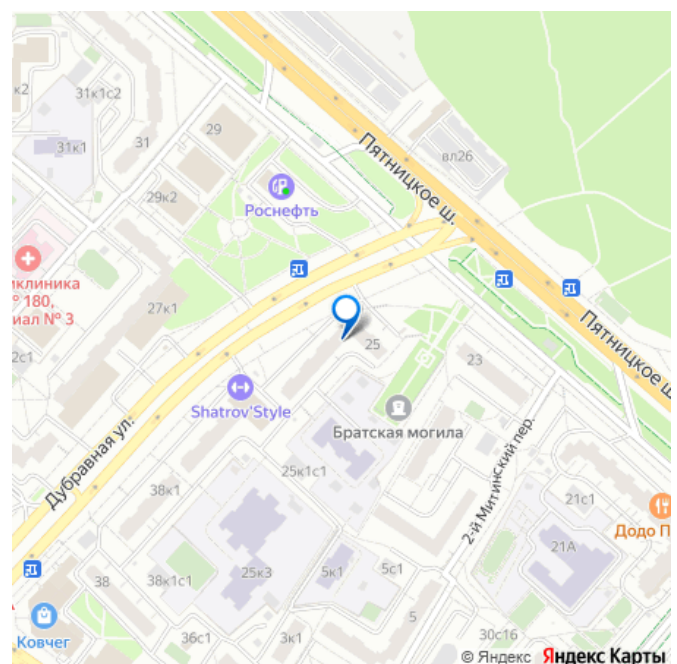 к2
31к1с2
31к1
31
29
29к2
Роснефть
вл26
Пятницкое ш.
иклиника
° 180,
иал № 3
27к1
2с1
25
23
Пятницкое ш.
Shatrov'Style
Братская могила
Дубравная ул.
38к1
25к1с1
2-й Митинский пер.
21с1
Додо П
21А
38
38к1с1
25к3
5к1
5с1
5
Ковчег
36с1
3к1
30с16
© Яндекс Яндекс Карты